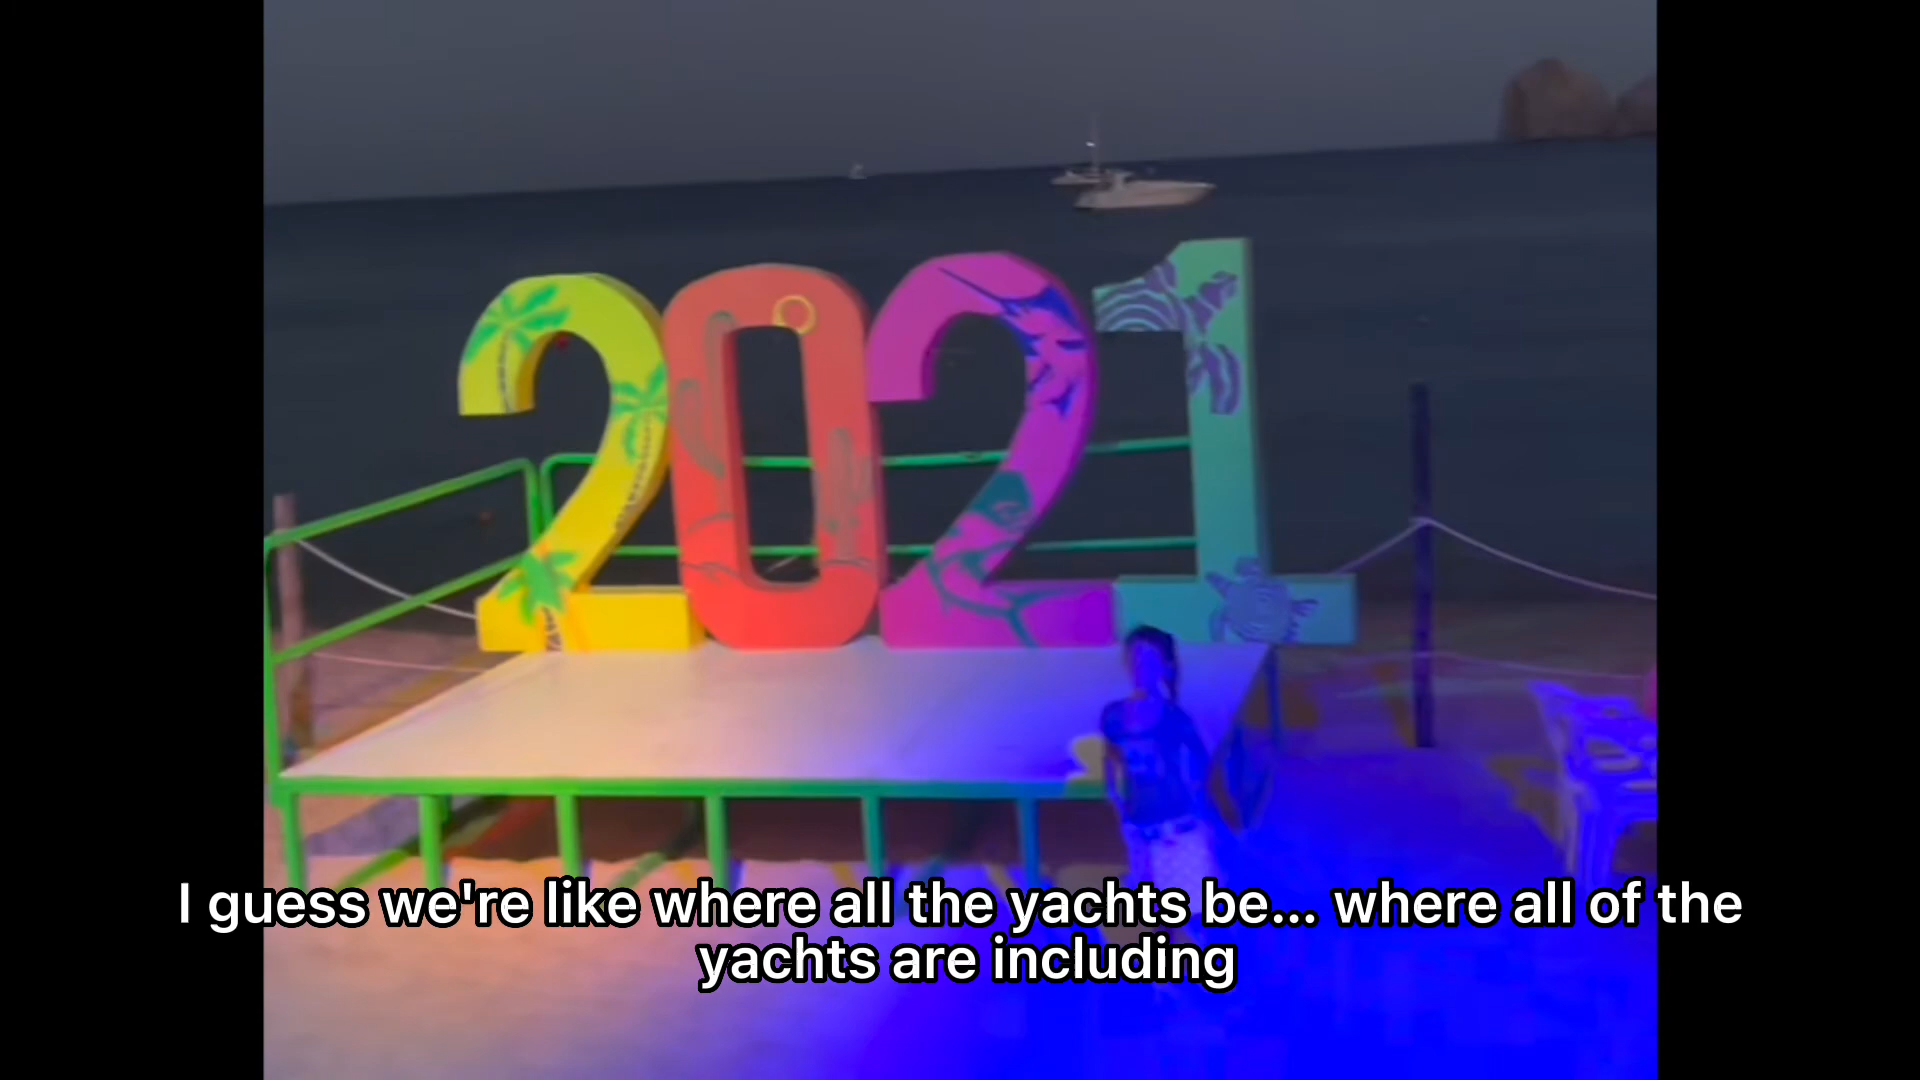 2021
I guess we're like where all the yachts be... where all of the
yachts are including